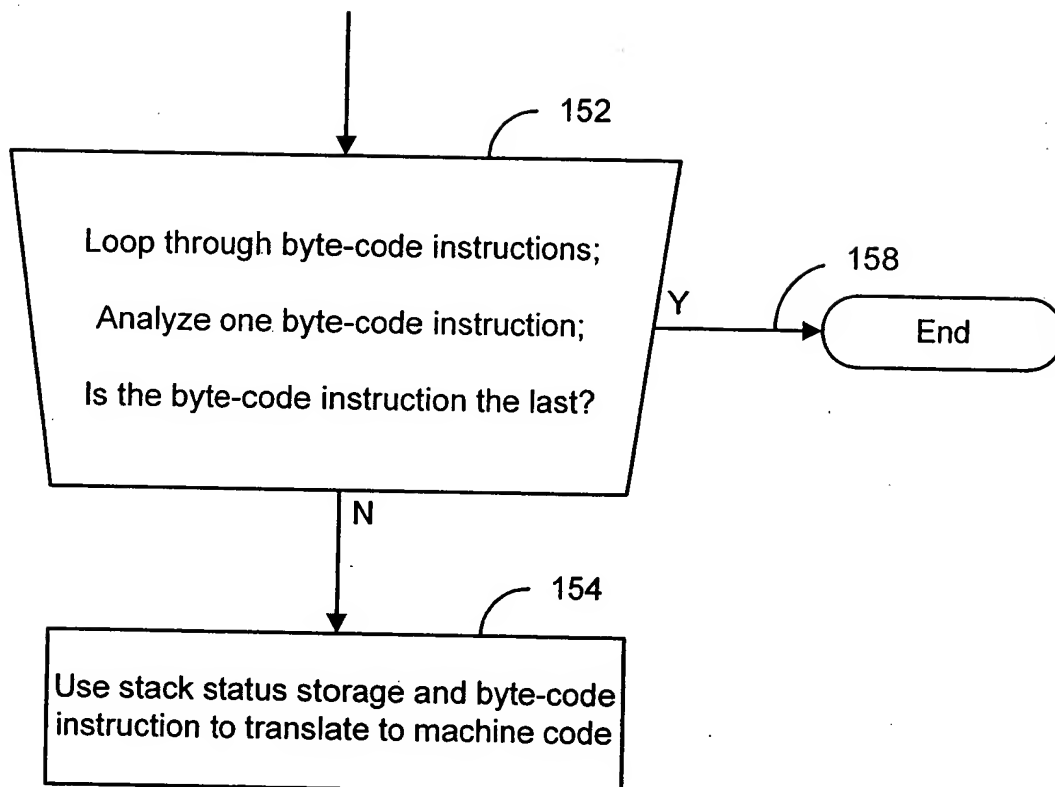 152
Loop through byte-code instructions;
Analyze one byte-code instruction;
Is the byte-code instruction the last?
Y
158
End
N
154
Use stack status storage and byte-code
instruction to translate to machine code